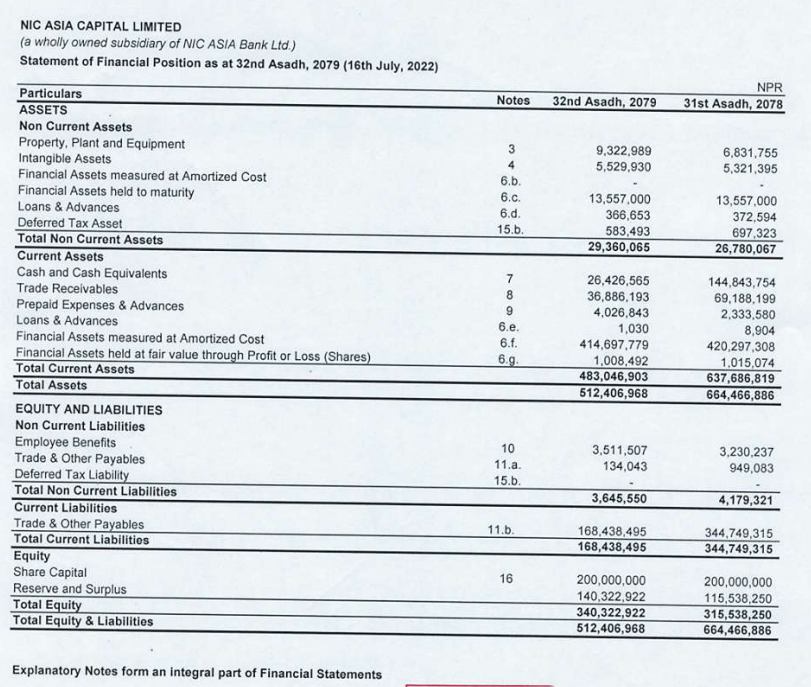 NIC ASIA CAPITAL LIMITED
(a wholly owned subsidiary of NIC ASIA Bank Ltd.)
Statement of Financial Position as at 32nd Asadh, 2079 (16th July, 2022)
NPR
Particulars Notes 32nd Asadh, 2079 31st Asadh, 2078
ASSETS
Non Current Assets
Property, Plant and Equipment 3 9,322,989 6,831,755
Intangible Assets 4 5,529,930 5,321,395
Financial Assets measured at Amortized Cost 6.b. - -
Financial Assets held to maturity 6.c. 13,557,000 13,557,000
Loans & Advances 6.d. 366,653 372,594
Deferred Tax Asset 15.b. 583,493 697,323
Total Non Current Assets 29,360,065 26,780,067
Current Assets
Cash and Cash Equivalents 7 26,426,565 144,843,754
Trade Receivables 8 36,886,193 69,188,199
Prepaid Expenses & Advances 9 4,026,843 2,333,580
Loans & Advances 6.e. 1,030 8,904
Financial Assets measured at Amortized Cost 6.f. 414,697,779 420,297,308
Financial Assets held at fair value through Profit or Loss (Shares) 6.g. 1,008,492 1,015,074
Total Current Assets 483,046,903 637,686,819
Total Assets 512,406,968 664,466,886
EQUITY AND LIABILITIES
Non Current Liabilities
Employee Benefits 10 3,511,507 3,230,237
Trade & Other Payables 11.a. 134,043 949,083
Deferred Tax Liability 15.b. - -
Total Non Current Liabilities 3,645,550 4,179,321
Current Liabilities
Trade & Other Payables 11.b. 168,438,495 344,749,315
Total Current Liabilities 168,438,495 344,749,315
Equity
Share Capital 16 200,000,000 200,000,000
Reserve and Surplus 140,322,922 115,538,250
Total Equity 340,322,922 315,538,250
Total Equity & Liabilities 512,406,968 664,466,886
Explanatory Notes form an integral part of Financial Statements